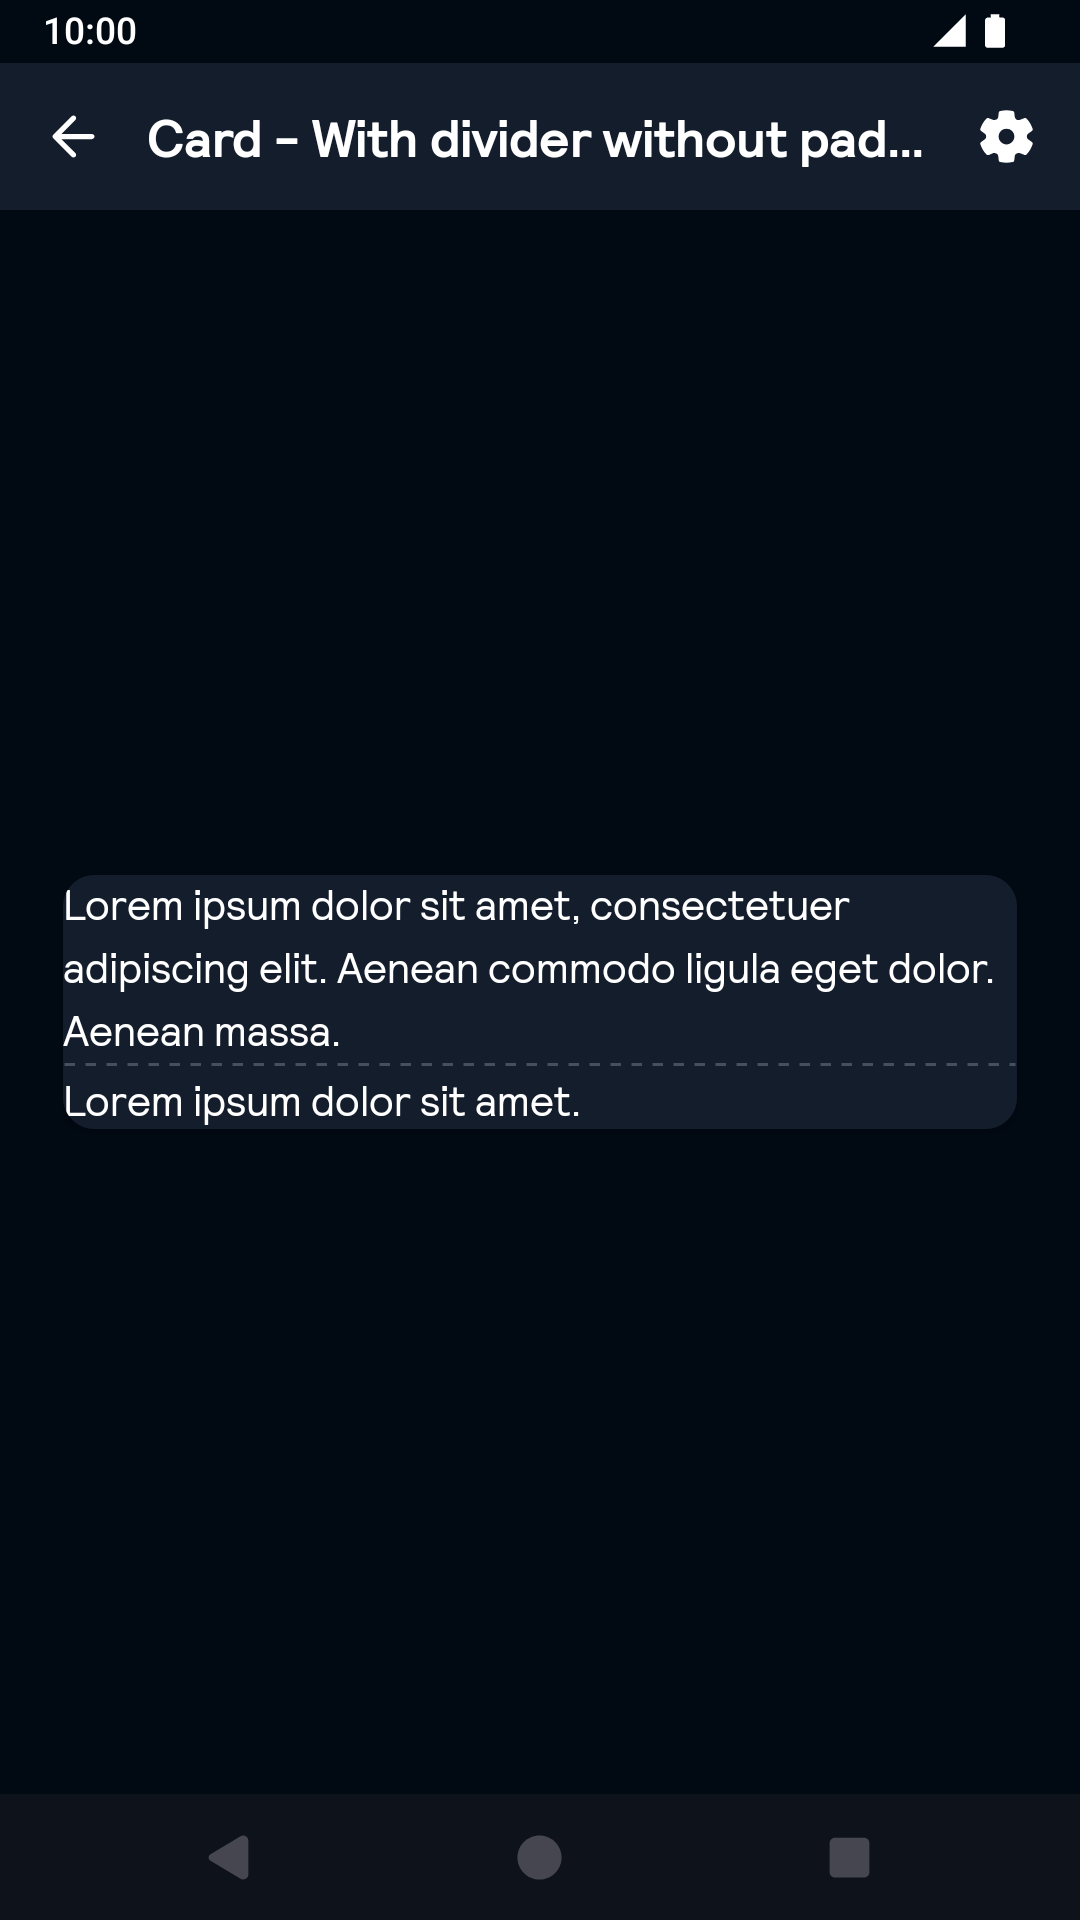 10:00
Card - With divider without pad...
Lorem ipsum dolor sit amet, consectetuer
adipiscing elit. Aenean commodo ligula eget dolor.
Aenean massa.
Lorem ipsum dolor sit amet.